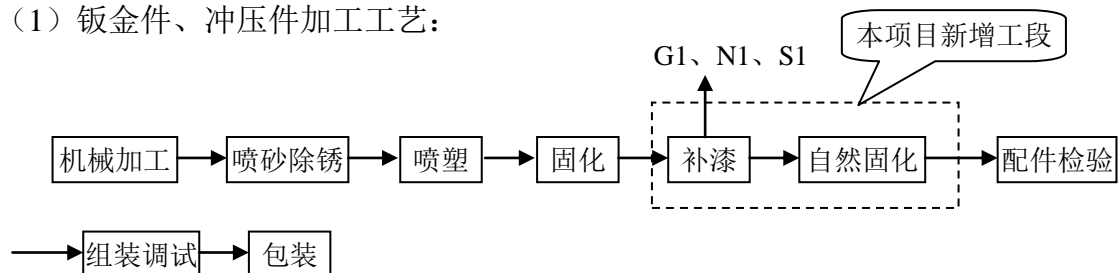 （1）钣金件、冲压件加工工艺：
本项目新增工段
G1、N1、S1
机械加工 喷砂除锈 喷塑 固化 补漆 自然固化 配件检验
组装调试 包装